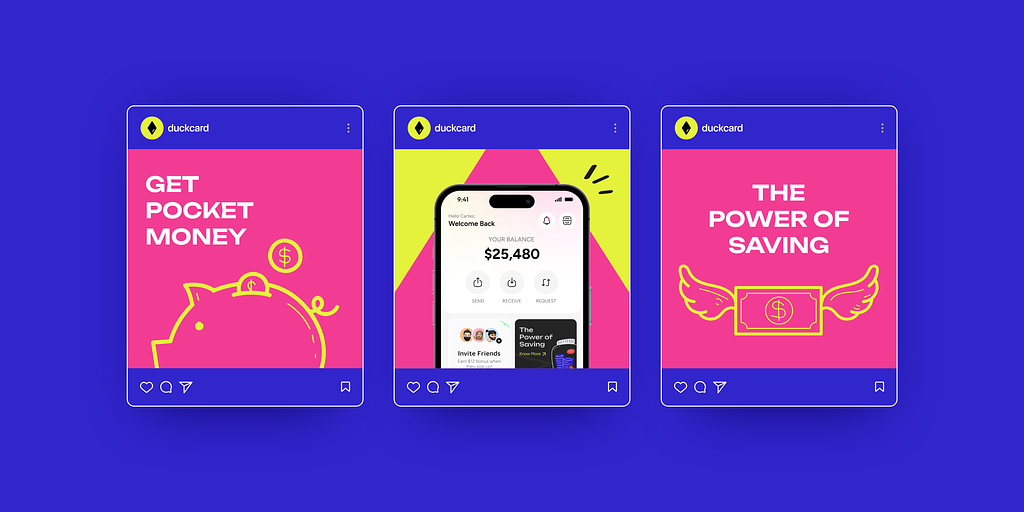 duckcard
GET
POCKET
MONEY
$
duckcard
9:41
Hello Carter,
Welcome Back
YOUR BALANCE
$25,480
SEND
RECEIVE
REQUEST
Invite Friends
Earn $12 bonus when
they sign up!
The
Power of
Saving
Know More
duckcard
THE
POWER OF
SAVING
$